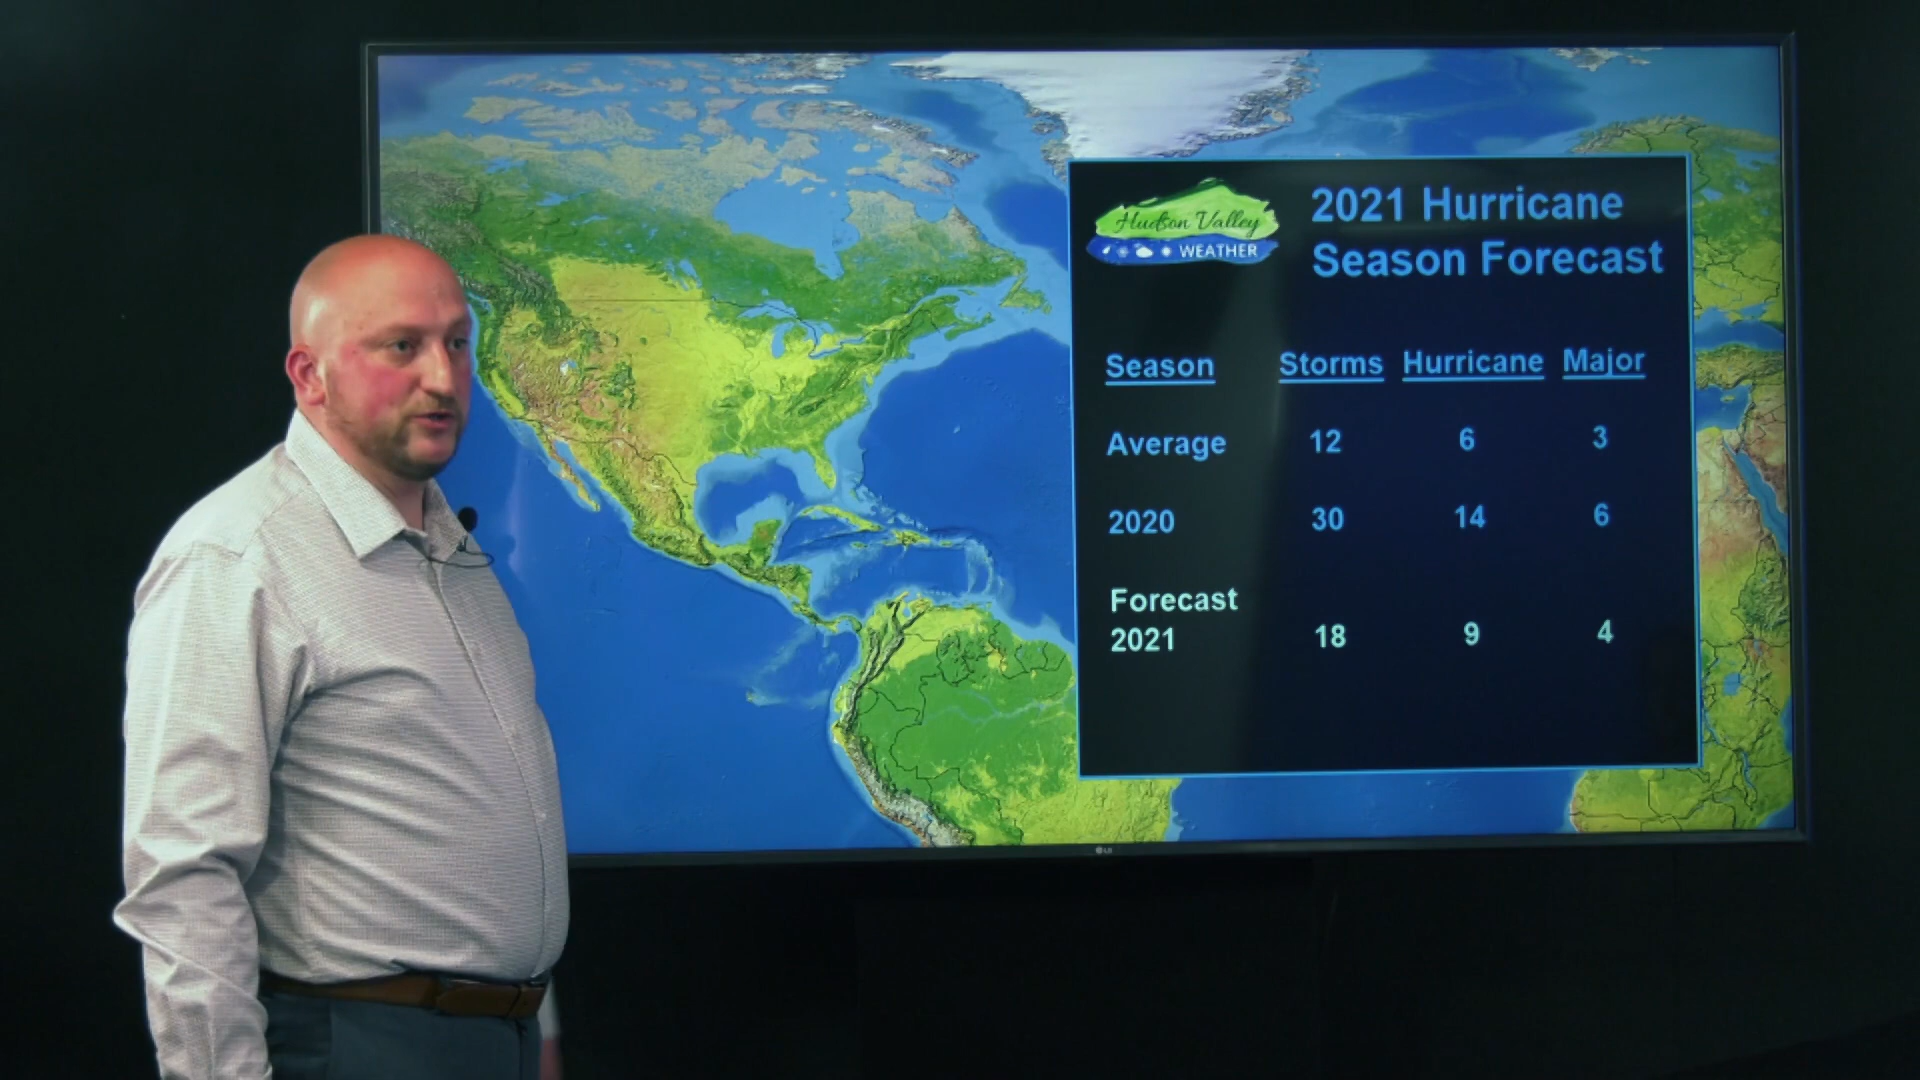 Hudson Valley
WEATHER
2021 Hurricane
Season Forecast
Season Storms Hurricane Major
Average 12 6 3
2020 30 14 6
Forecast
2021 18 9 4
LG